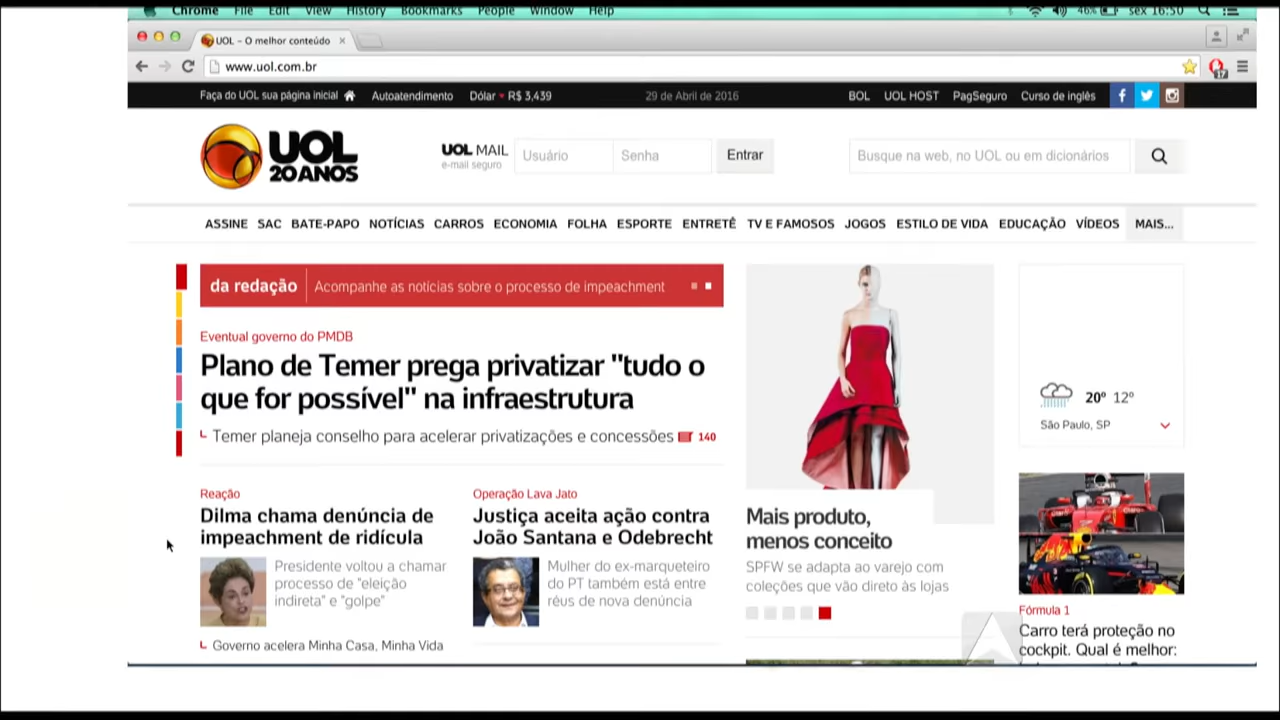 Chrome File Edit View History Bookmarks People Window Help 46% sex 16:50
UOL - O melhor conteúdo
www.uol.com.br
17
Faça do UOL sua página inicial Autoatendimento Dólar R$ 3,439 29 de Abril de 2016 BOL UOL HOST PagSeguro Curso de inglês
UOL
20 ANOS
UOL MAIL
e-mail seguro
Usuário Senha Entrar
Busque na web, no UOL ou em dicionários
ASSINE SAC BATE-PAPO NOTÍCIAS CARROS ECONOMIA FOLHA ESPORTE ENTRETÊ TV E FAMOSOS JOGOS ESTILO DE VIDA EDUCAÇÃO VÍDEOS MAIS...
da redação Acompanhe as notícias sobre o processo de impeachment
Eventual governo do PMDB
Plano de Temer prega privatizar "tudo o
que for possível" na infraestrutura
Temer planeja conselho para acelerar privatizações e concessões 140
Reação
Dilma chama denúncia de
impeachment de ridícula
Presidente voltou a chamar
processo de "eleição
indireta" e "golpe"
Governo acelera Minha Casa, Minha Vida
Operação Lava Jato
Justiça aceita ação contra
João Santana e Odebrecht
Mulher do ex-marqueteiro
do PT também está entre
réus de nova denúncia
Mais produto,
menos conceito
SPFW se adapta ao varejo com
coleções que vão direto às lojas
20º 12º
São Paulo, SP
Fórmula 1
Carro terá proteção no
cockpit. Qual é melhor: